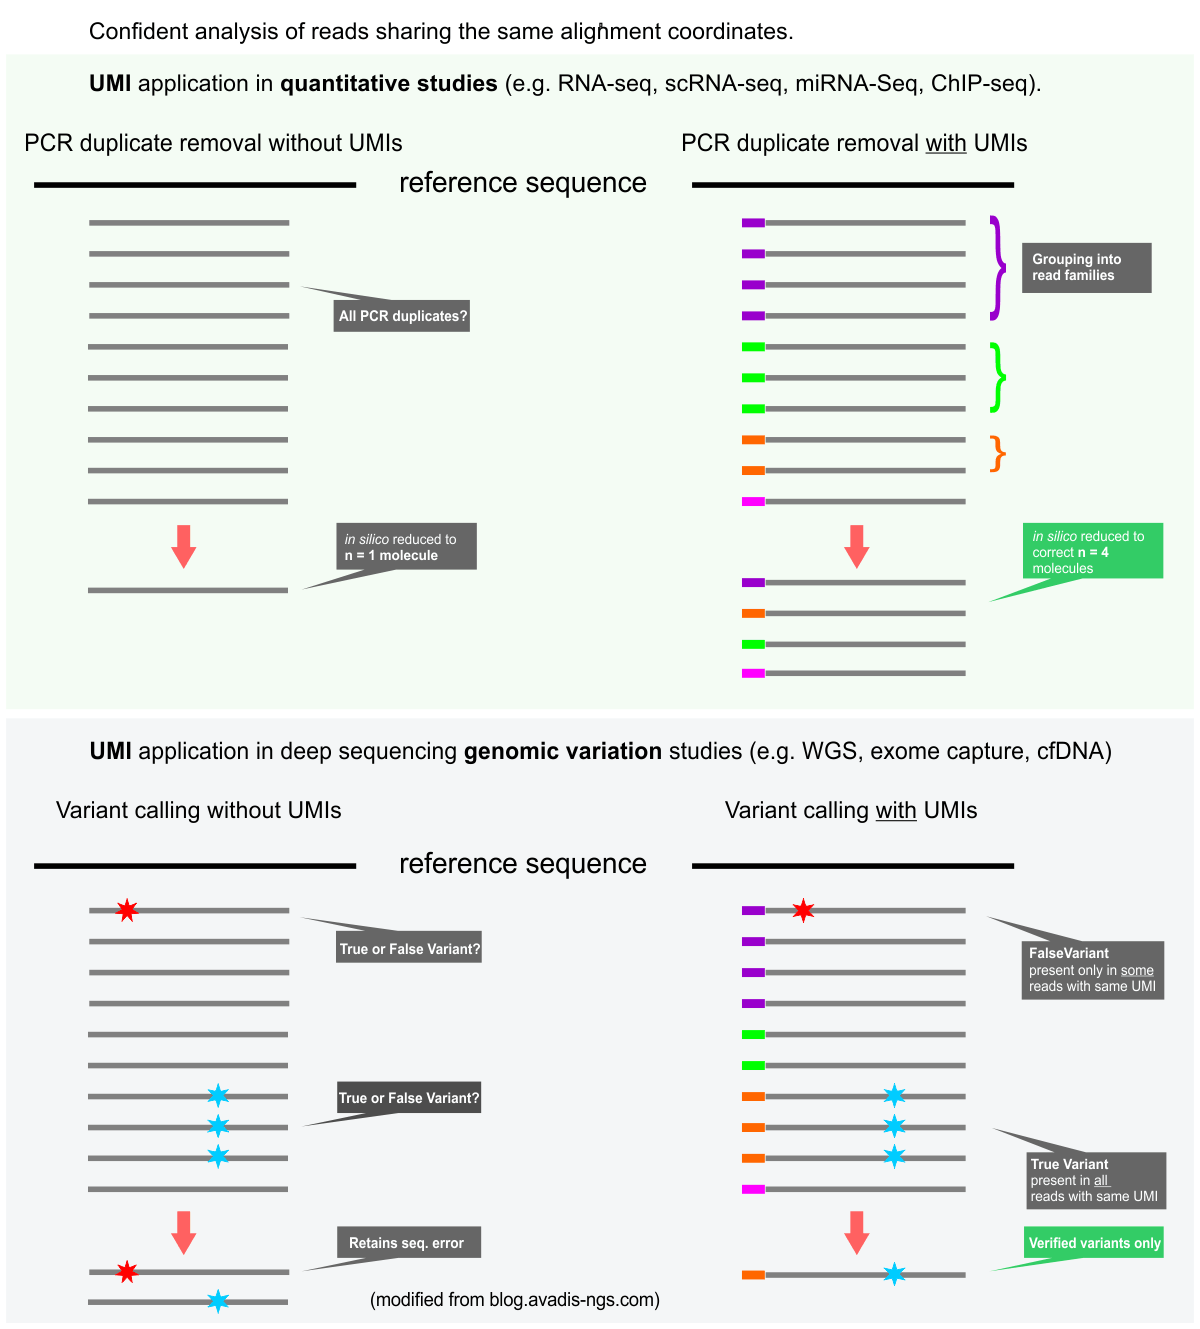 Confident analysis of reads sharing the same alignment coordinates.
UMI application in quantitative studies (e.g. RNA-seq, scRNA-seq, miRNA-Seq, ChIP-seq).
PCR duplicate removal without UMIs
PCR duplicate removal with UMIs
reference sequence
Grouping into
read families
All PCR duplicates?
in silico reduced to
n = 1 molecule
in silico reduced to
correct n = 4
molecules
UMI application in deep sequencing genomic variation studies (e.g. WGS, exome capture, cfDNA)
Variant calling without UMIs
Variant calling with UMIs
reference sequence
True or False Variant?
FalseVariant
present only in some
reads with same UMI
True or False Variant?
True Variant
present in all
reads with same UMI
Retains seq. error
Verified variants only
(modified from blog.avadis-ngs.com)